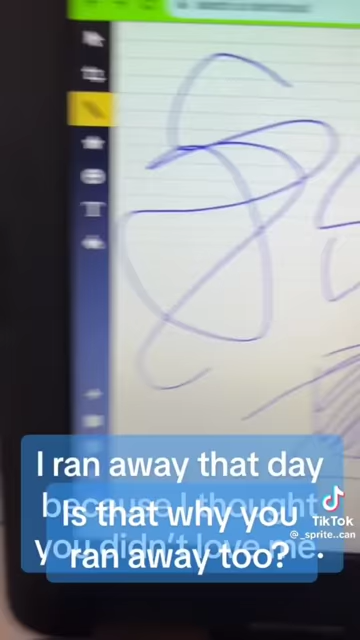 I ran away that day
because I thought
you didn't love me.
Is that why you
ran away too?
TikTok
@_sprite..can